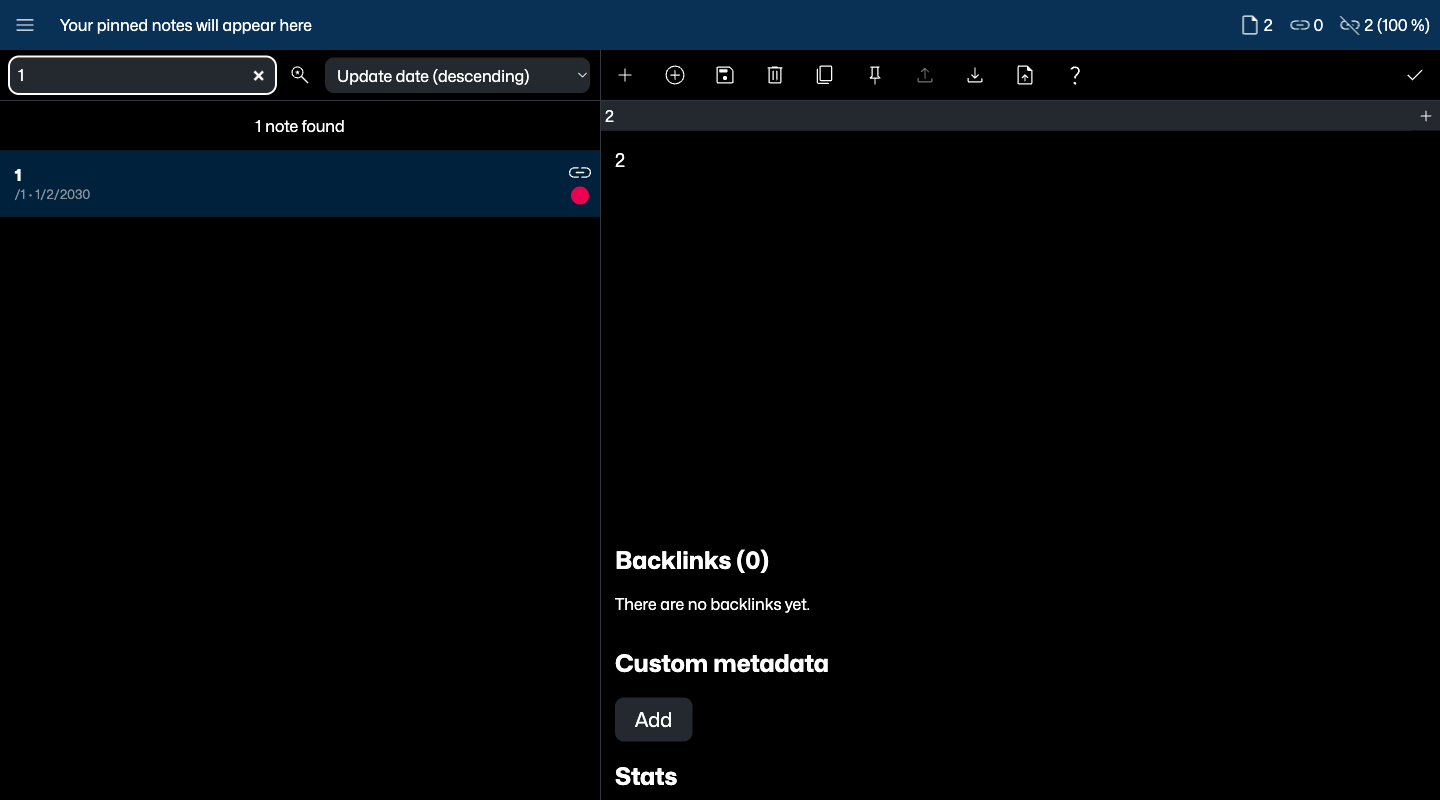 Your pinned notes will appear here
2
0
2 (100 %)
1
Update date (descending)
1 note found
1
/1 • 1/2/2030
2
2
Backlinks (0)
There are no backlinks yet.
Custom metadata
Add
Stats